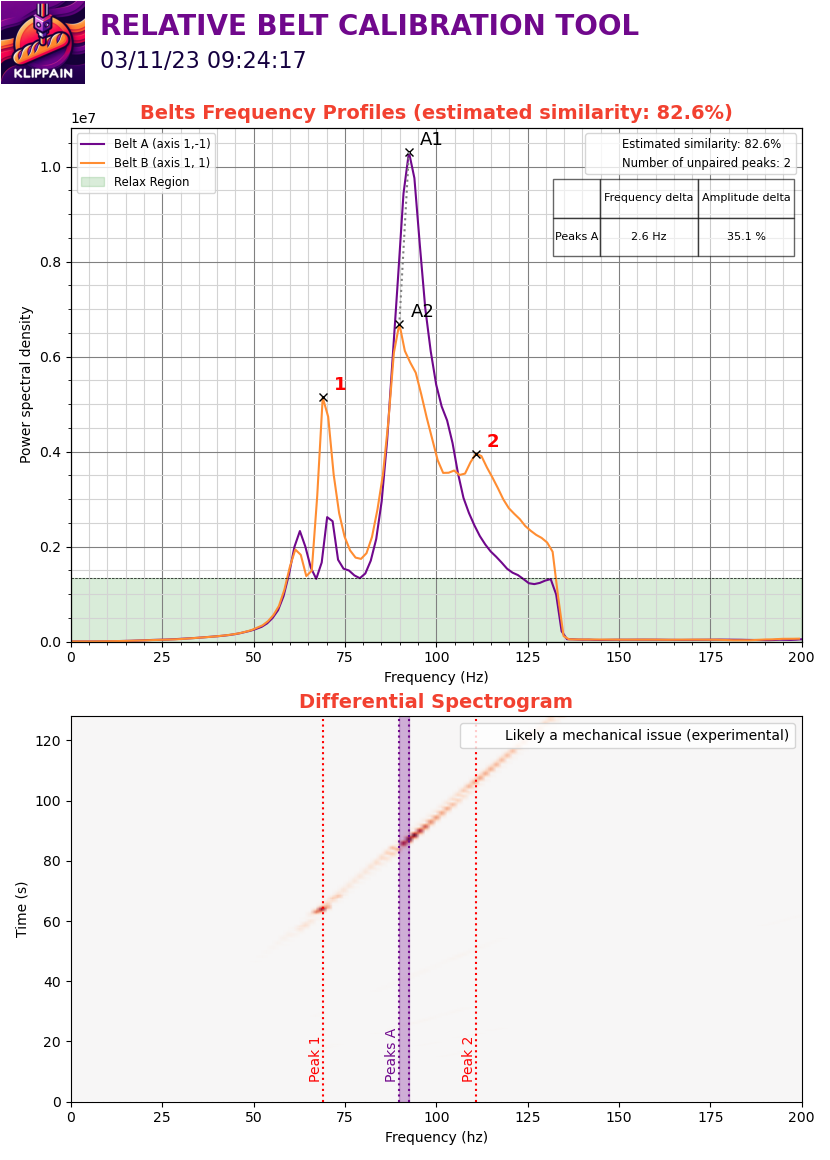 KLIPPAIN
RELATIVE BELT CALIBRATION TOOL
03/11/23 09:24:17
Belts Frequency Profiles (estimated similarity: 82.6%)
1e7
Belt A (axis 1,-1)
Belt B (axis 1, 1)
Relax Region
A1
Estimated similarity: 82.6%
Number of unpaired peaks: 2
Frequency delta Amplitude delta
Peaks A 2.6 Hz 35.1 %
A2
1
2
1.0
0.8
0.6
0.4
0.2
0.0
Power spectral density
0 25 50 75 100 125 150 175 200
Frequency (Hz)
Differential Spectrogram
Likely a mechanical issue (experimental)
120
100
80
60
40
20
0
Time (s)
Peak 1
Peaks A
Peak 2
0 25 50 75 100 125 150 175 200
Frequency (hz)